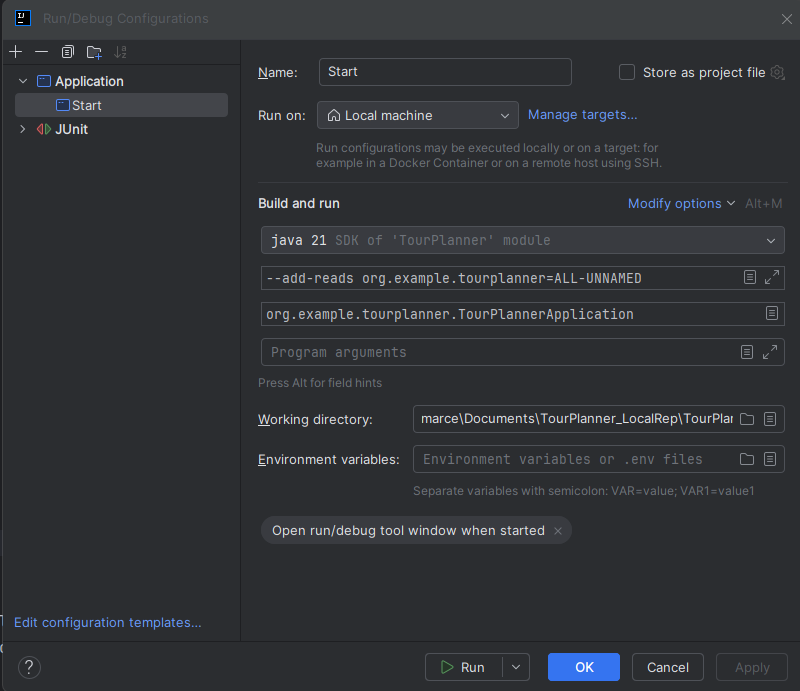 Run/Debug Configurations
Application
Start
JUnit
Edit configuration templates...
Name: Start
Store as project file
Run on: Local machine
Manage targets...
Run configurations may be executed locally or on a target: for
example in a Docker Container or on a remote host using SSH.
Build and run
Modify options Alt+M
java 21 SDK of 'TourPlanner' module
--add-reads org.example.tourplanner=ALL-UNNAMED
org.example.tourplanner.TourPlannerApplication
Program arguments
Press Alt for field hints
Working directory: marce\Documents\TourPlanner_LocalRep\TourPlan
Environment variables: Environment variables or .env files
Separate variables with semicolon: VAR=value; VAR1=value1
Open run/debug tool window when started
? Run OK Cancel Apply